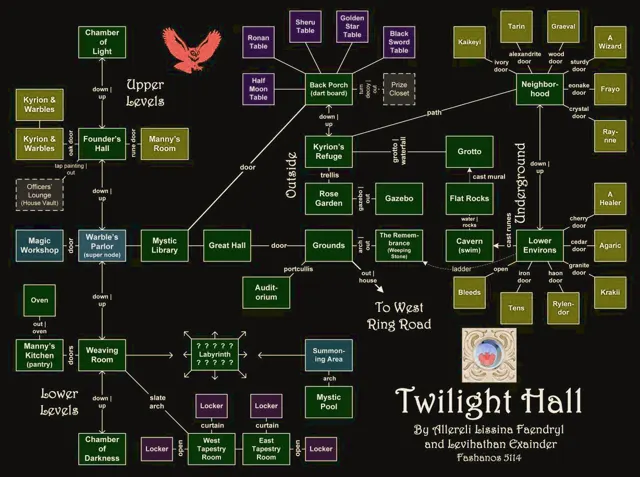 Chamber
of
Light
down | up
Upper
Levels
Kyrion &
Warbles
Kyrion &
Warbles
oak door
Founder's
Hall
rune door
Manny's
Room
tap painting |
out
Officers'
Lounge
(House Vault)
down |
up
Magic
Workshop
door
Warble's
Parlor
(super node)
Mystic
Library
Great Hall
door
Grounds
arch |
out
The Remem-
brance
(Weeping
Stone)
portcullis
Audit-
orium
out |
house
To West
Ring Road
door
Ronan
Table
Sheru
Table
Golden
Star Table
Black
Sword
Table
Half
Moon
Table
Back Porch
(dart board)
turn
decoy |
out
Prize
Closet
down |
up
Outside
Kyrion's
Refuge
path
grotto |
waterfall
Grotto
trellis
cast mural
Rose
Garden
gazebo |
out
Gazebo
Flat Rocks
water |
rocks
Cavern
(swim)
cast runes
ladder
Kaikeyi
Tarin
Graeval
A
Wizard
ivory
door
alexandrite
door
wood
door
sturdy
door
Neighbor-
hood
eonake
door
Frayo
crystal
door
Ray-
nne
down |
up
Underground
A
Healer
cherry
door
Lower
Environs
cedar
door
Agaric
granite
door
open
iron
door
haon
door
Bleeds
Tens
Rylen-
dor
Krakii
down |
up
Oven
out |
oven
Manny's
Kitchen
(pantry)
doors
Weaving
Room
? ? ? ? ?
Labyrinth
? ? ? ? ?
Summon-
ing Area
arch
Mystic
Pool
Lower
Levels
down |
up
slate
arch
Chamber
of
Darkness
Locker
curtain
Locker
curtain
Locker
open
West
Tapestry
Room
East
Tapestry
Room
open
Locker
Twilight Hall
By Allereli Lissina Faendryl
and Levihathan Exainder
Fashanos 5114